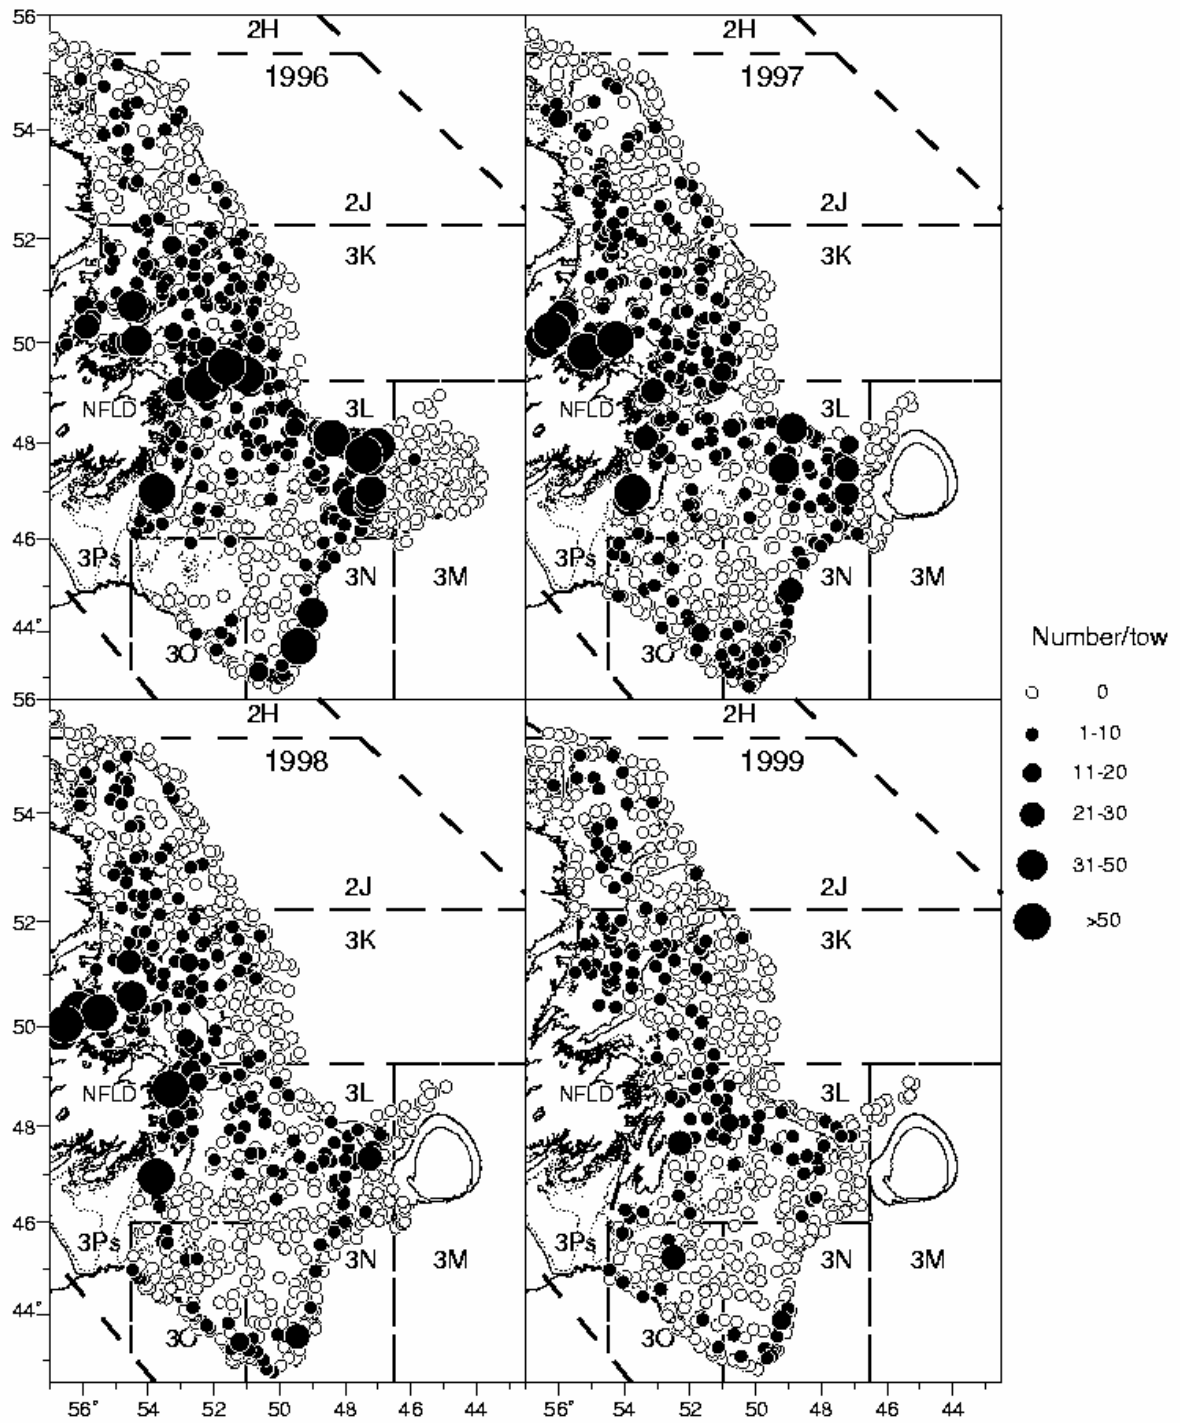 56
2H
2H
1996
1997
54
2J
2J
52
3K
3K
50
NFLD
3L
NFLD
3L
48
46
3Ps
3N
3M
3Ps
3N
3M
44°
3O
3O
Number/tow
0
1-10
11-20
21-30
31-50
>50
56
2H
2H
1998
1999
54
2J
2J
52
3K
3K
50
NFLD
3L
NFLD
3L
48
46
3Ps
3N
3M
3Ps
3N
3M
44°
3O
3O
56° 54 52 50 48 46 44 56° 54 52 50 48 46 44